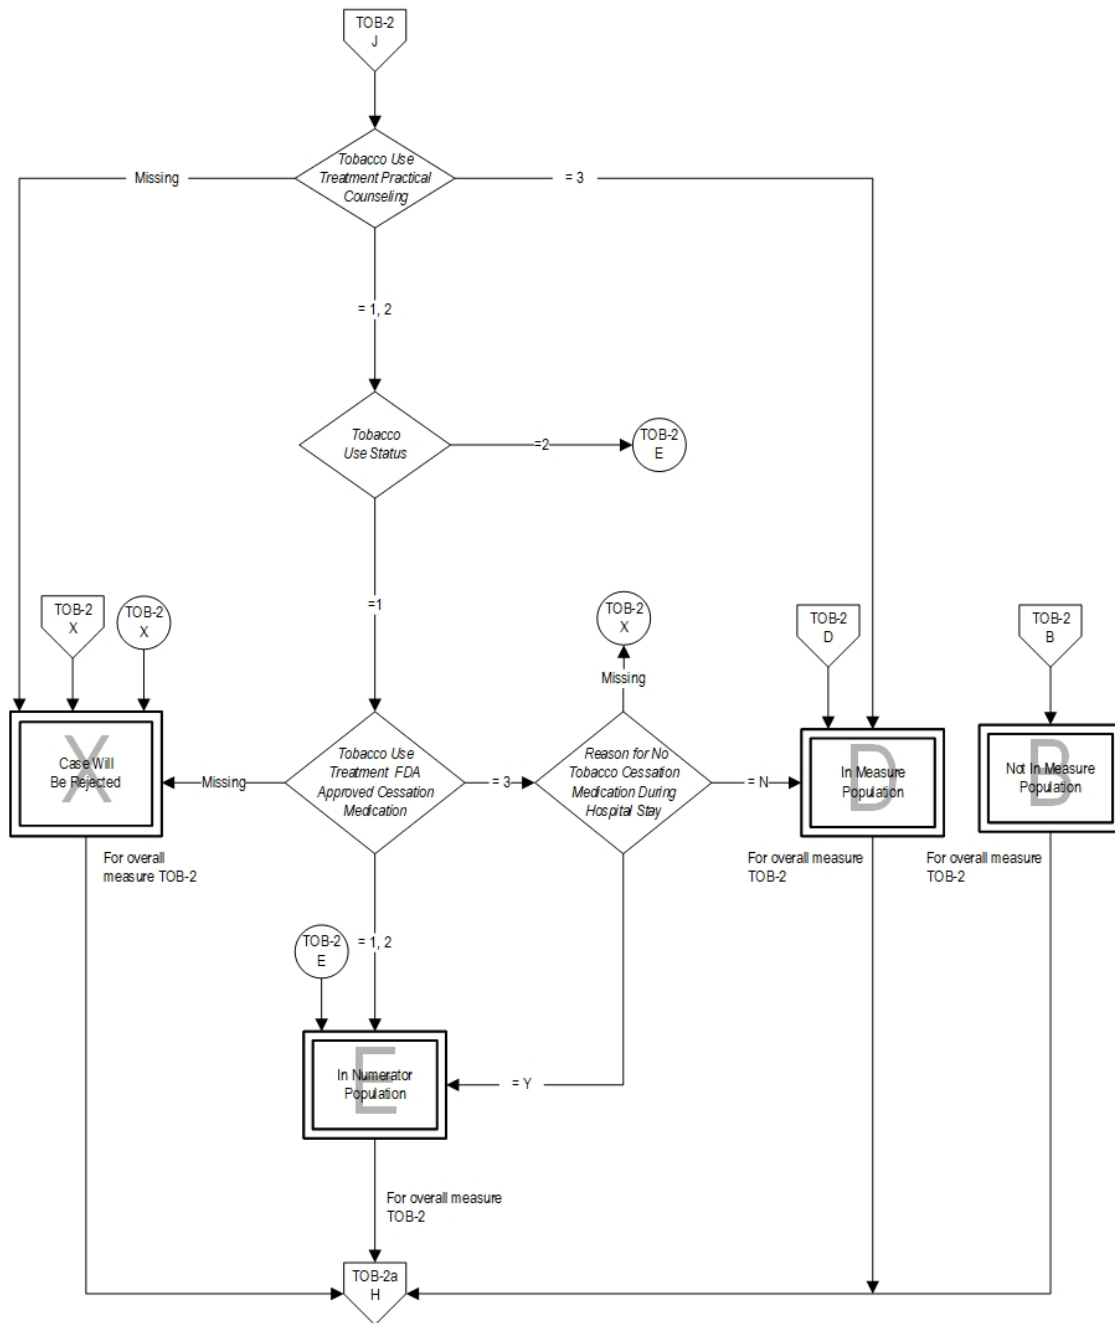 TOB-2
J
Tobacco Use
Treatment Practical
Counseling
Missing
= 3
= 1, 2
Tobacco
Use Status
=2
TOB-2
E
=1
TOB-2
X
TOB-2
X
TOB-2
X
Missing
TOB-2
D
TOB-2
B
X
Case Will
Be Rejected
Missing
Tobacco Use
Treatment FDA
Approved Cessation
Medication
= 3
Reason for No
Tobacco Cessation
Medication During
Hospital Stay
= N
D
In Measure
Population
B
Not In Measure
Population
For overall
measure TOB-2
For overall measure
TOB-2
For overall measure
TOB-2
= 1, 2
TOB-2
E
E
In Numerator
Population
= Y
For overall measure
TOB-2
TOB-2a
H